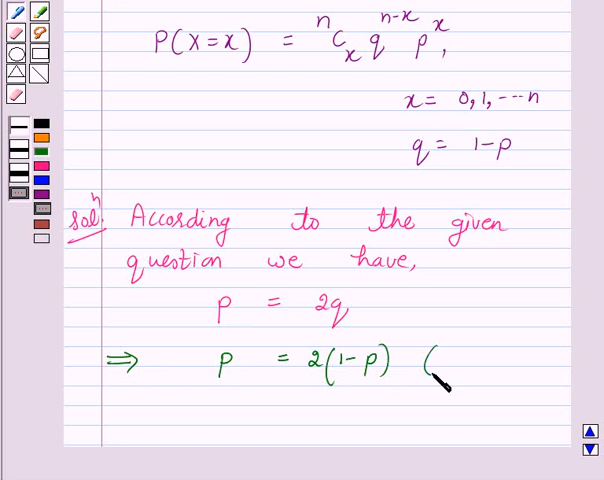 P(X=x) = ⁿCₓ qⁿ⁻ˣ pˣ,
x = 0,1,---n
q = 1-p
solⁿ. According to the given
question we have,
p = 2q
⇒ p = 2(1-p) (